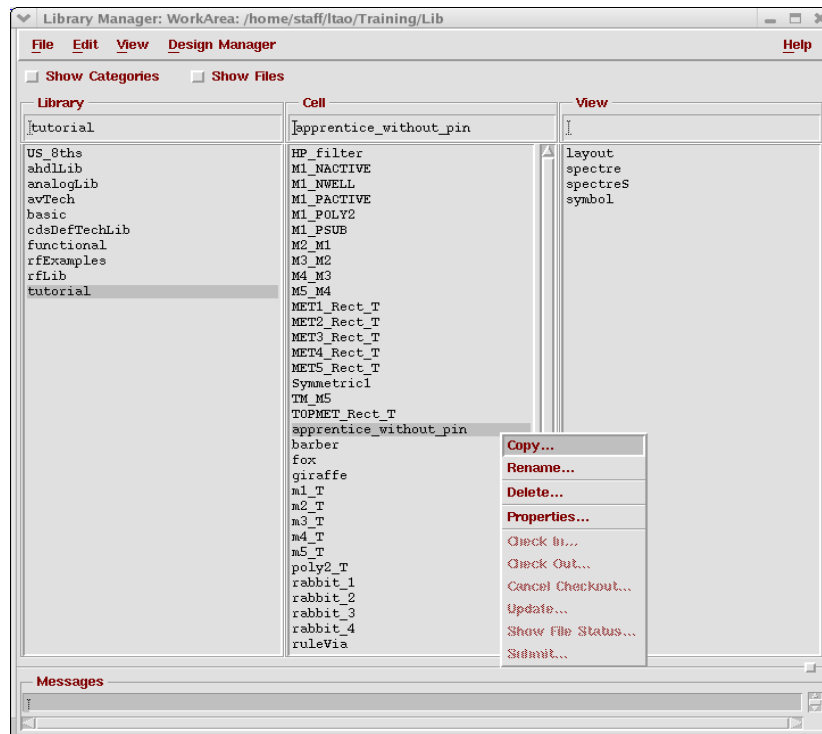 Library Manager: WorkArea: /home/staff/ltao/Training/Lib
File Edit View Design Manager Help
Show Categories Show Files
Library
tutorial
US_8ths
ahdlLib
analogLib
avTech
basic
cdsDefTechLib
functional
rfExamples
rfLib
tutorial
Cell
apprentice_without_pin
HP_filter
M1_NACTIVE
M1_NWELL
M1_PACTIVE
M1_POLY2
M1_PSUB
M2_M1
M3_M2
M4_M3
M5_M4
MET1_Rect_T
MET2_Rect_T
MET3_Rect_T
MET4_Rect_T
MET5_Rect_T
Symmetric1
TM_M5
TOPMET_Rect_T
apprentice_without_pin
barber
fox
giraffe
m1_T
m2_T
m3_T
m4_T
m5_T
poly2_T
rabbit_1
rabbit_2
rabbit_3
rabbit_4
ruleVia
View
layout
spectre
spectreS
symbol
Copy...
Rename...
Delete...
Properties...
Check In...
Check Out...
Cancel Checkout...
Update...
Show File Status...
Submit...
Messages